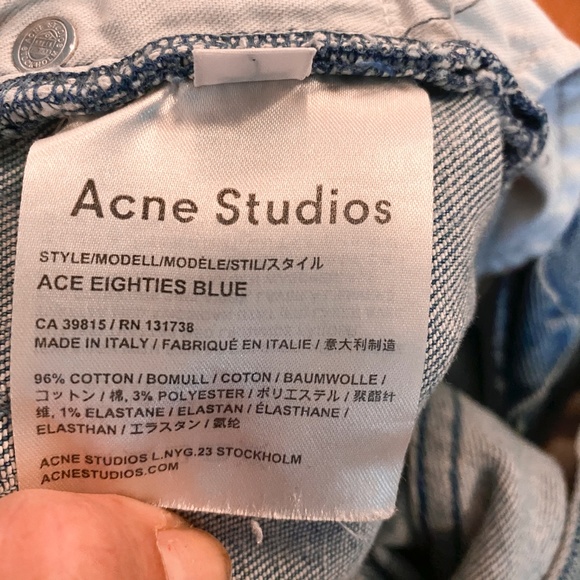 Acne Studios
STYLE/MODELL/MODÈLE/STIL/スタイル
ACE EIGHTIES BLUE
CA 39815 / RN 131738
MADE IN ITALY / FABRIQUÉ EN ITALIE / 意大利制造
96% COTTON / BOMULL / COTON / BAUMWOLLE /
コットン / 棉, 3% POLYESTER / ポリエステル / 聚酯纤
维, 1% ELASTANE / ELASTAN / ÉLASTHANE /
ELASTHAN / エラスタン / 氨纶
ACNE STUDIOS L.NYG.23 STOCKHOLM
ACNESTUDIOS.COM